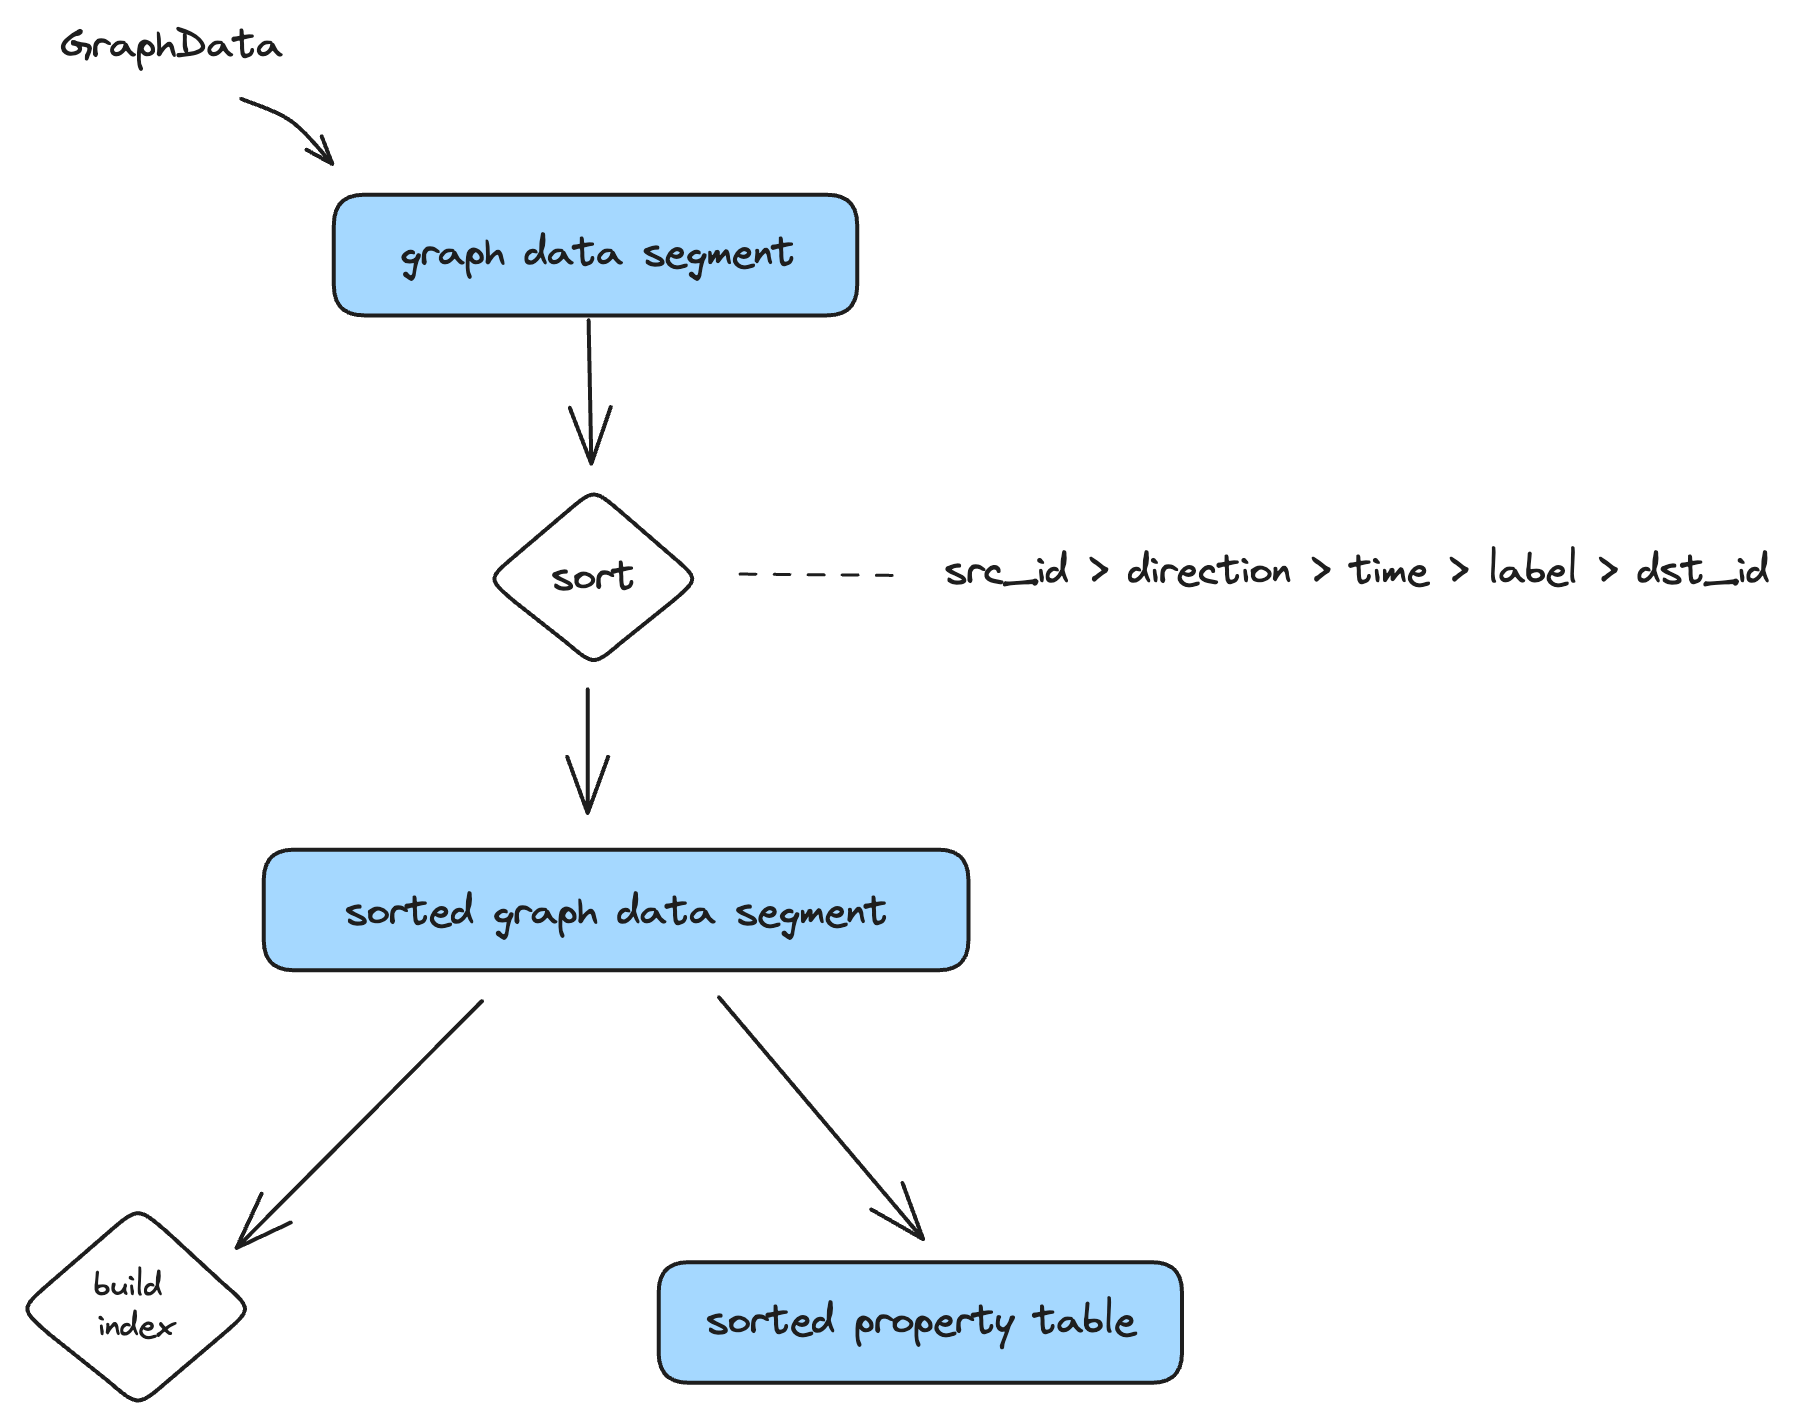 GraphData
graph data segment
sort
src_id > direction > time > label > dst_id
sorted graph data segment
build
index
sorted property table